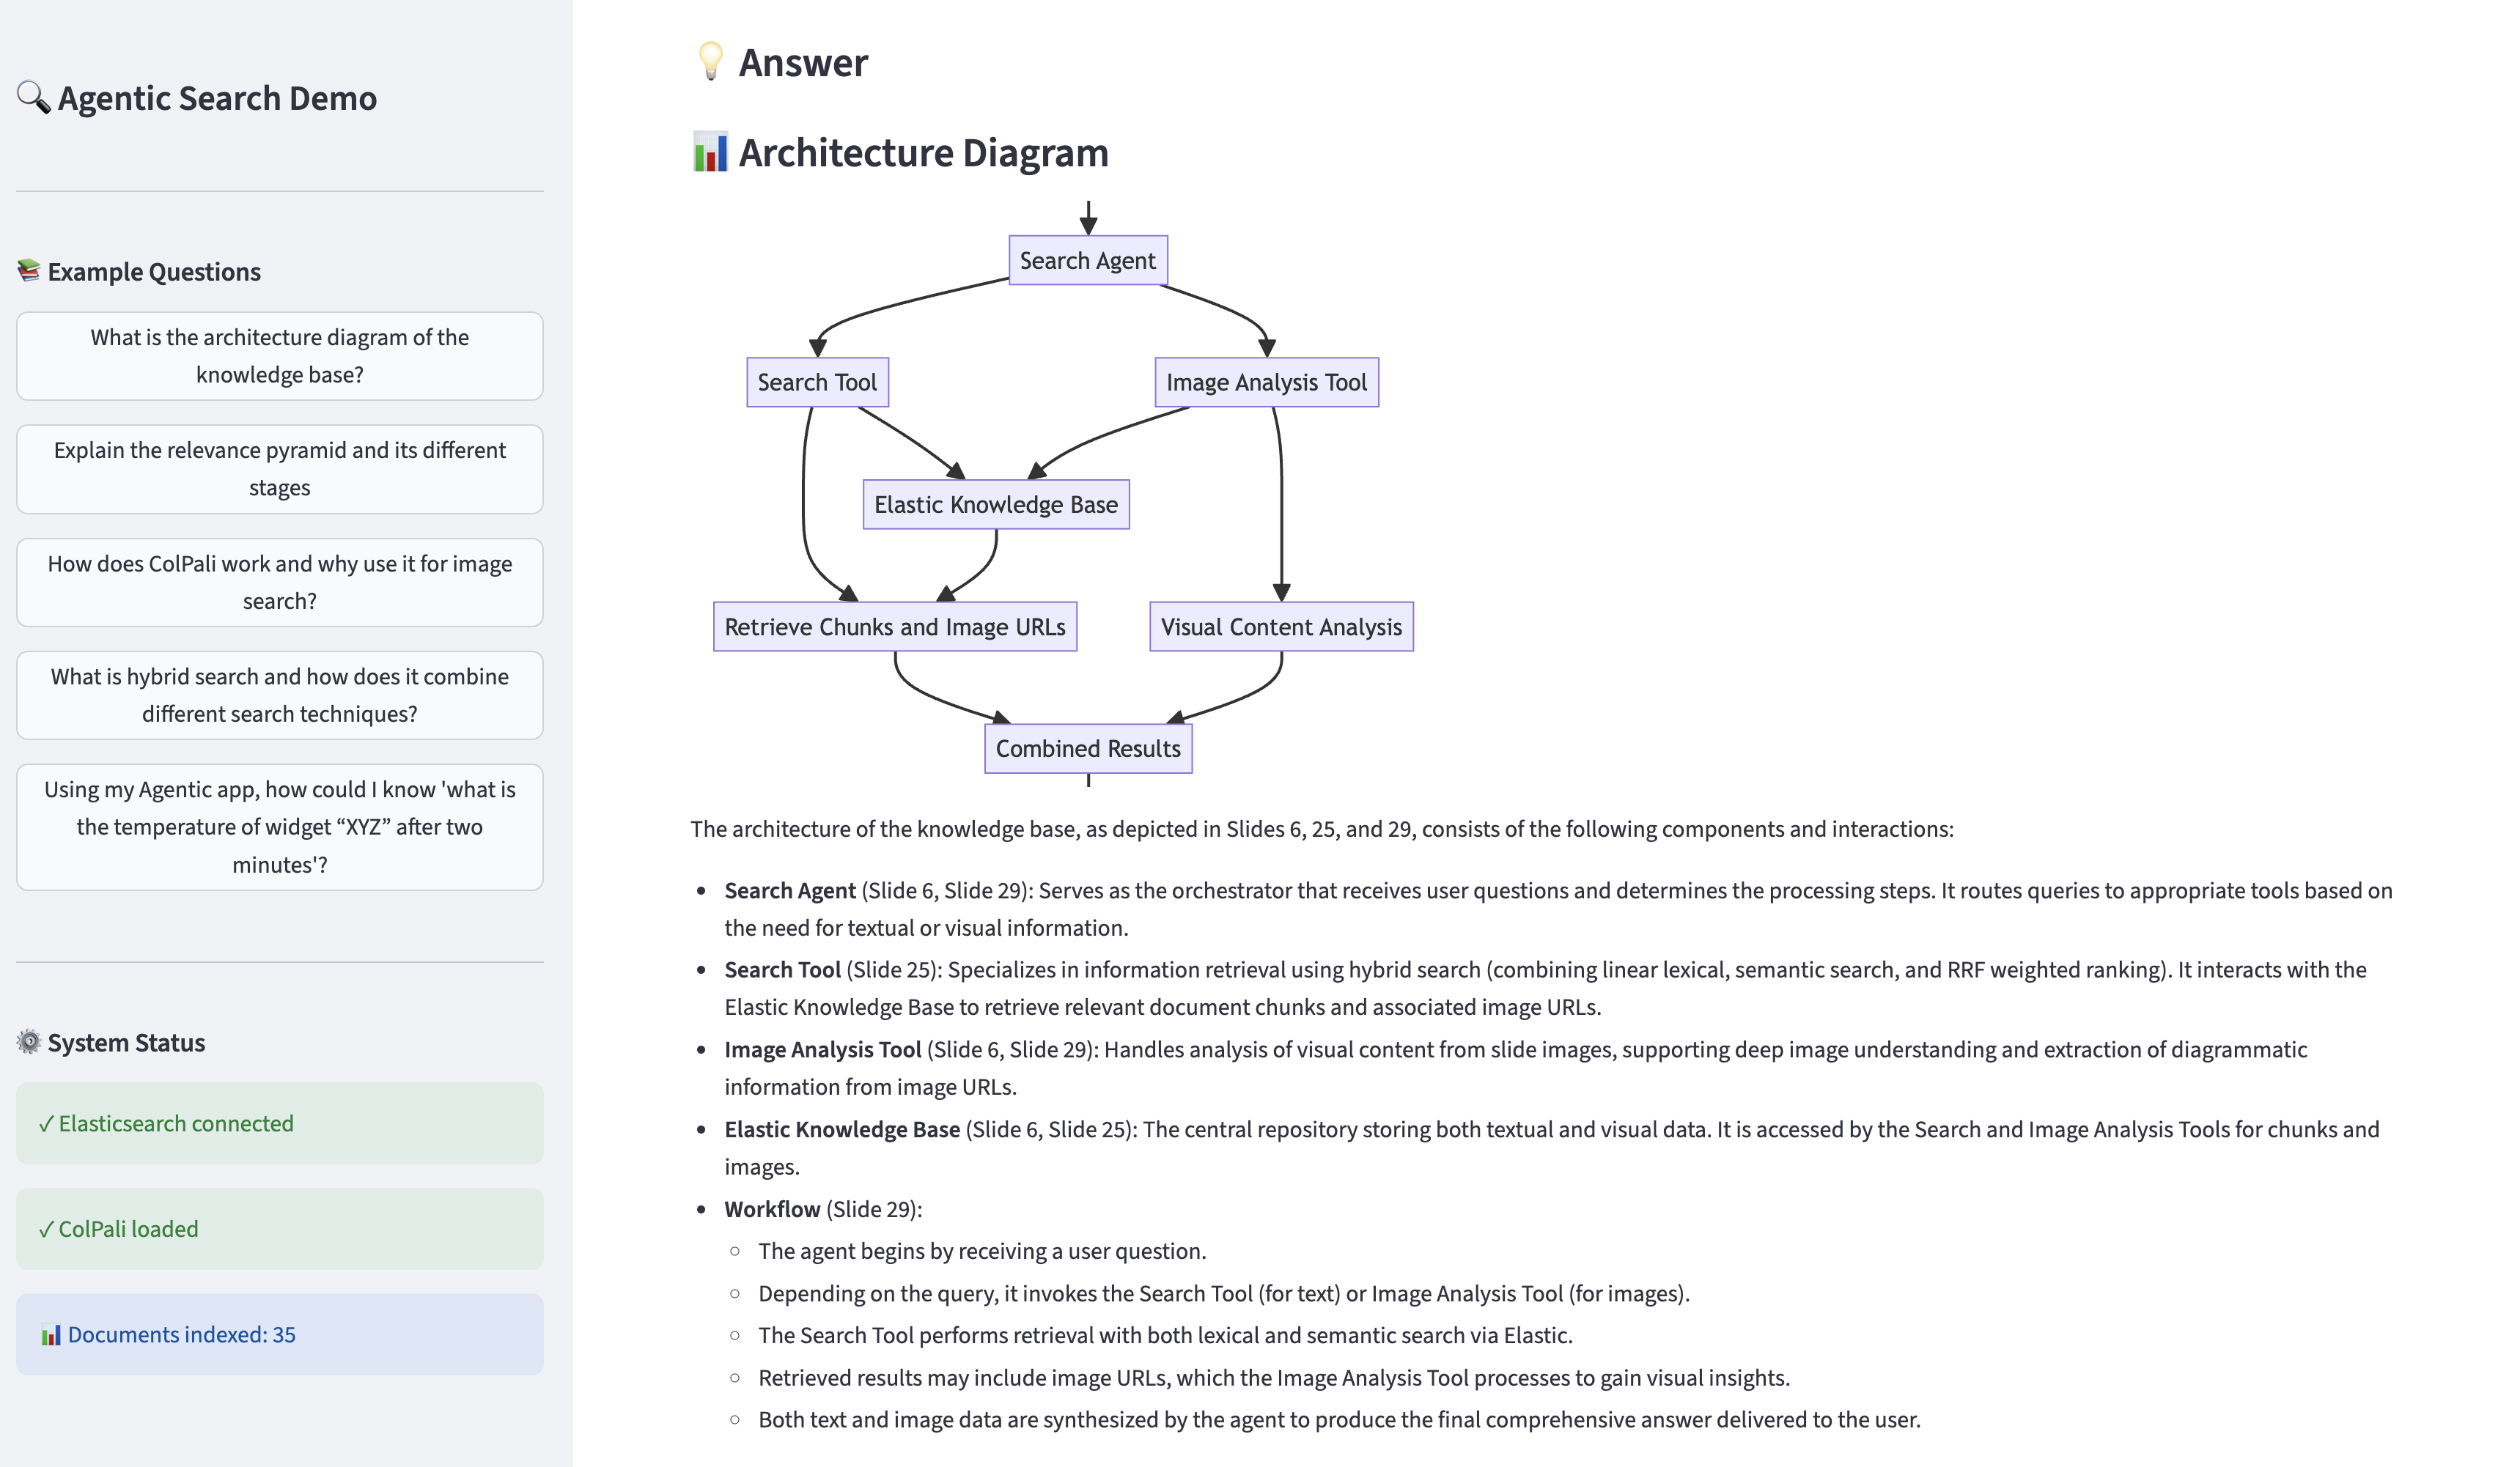 🔍 Agentic Search Demo
📚 Example Questions
What is the architecture diagram of the
knowledge base?
Explain the relevance pyramid and its different
stages
How does ColPali work and why use it for image
search?
What is hybrid search and how does it combine
different search techniques?
Using my Agentic app, how could I know 'what is
the temperature of widget “XYZ” after two
minutes'?
⚙️ System Status
✓ Elasticsearch connected
✓ ColPali loaded
📊 Documents indexed: 35
💡 Answer
📊 Architecture Diagram
Search Agent
Search Tool
Image Analysis Tool
Elastic Knowledge Base
Retrieve Chunks and Image URLs
Visual Content Analysis
Combined Results
The architecture of the knowledge base, as depicted in Slides 6, 25, and 29, consists of the following components and interactions:
• Search Agent (Slide 6, Slide 29): Serves as the orchestrator that receives user questions and determines the processing steps. It routes queries to appropriate tools based on
the need for textual or visual information.
• Search Tool (Slide 25): Specializes in information retrieval using hybrid search (combining linear lexical, semantic search, and RRF weighted ranking). It interacts with the
Elastic Knowledge Base to retrieve relevant document chunks and associated image URLs.
• Image Analysis Tool (Slide 6, Slide 29): Handles analysis of visual content from slide images, supporting deep image understanding and extraction of diagrammatic
information from image URLs.
• Elastic Knowledge Base (Slide 6, Slide 25): The central repository storing both textual and visual data. It is accessed by the Search and Image Analysis Tools for chunks and
images.
• Workflow (Slide 29):
○ The agent begins by receiving a user question.
○ Depending on the query, it invokes the Search Tool (for text) or Image Analysis Tool (for images).
○ The Search Tool performs retrieval with both lexical and semantic search via Elastic.
○ Retrieved results may include image URLs, which the Image Analysis Tool processes to gain visual insights.
○ Both text and image data are synthesized by the agent to produce the final comprehensive answer delivered to the user.